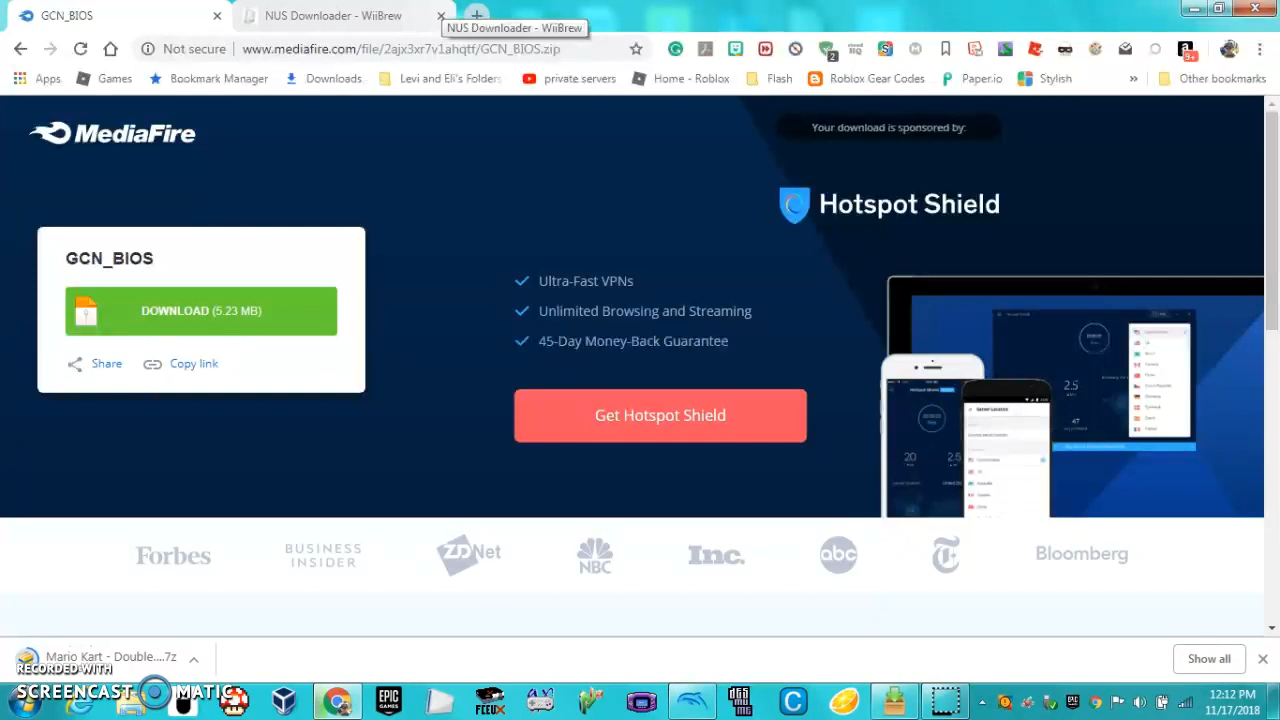 GCN_BIOS
NUS Downloader - WiiBrew
NUS Downloader - WiiBrew
Not secure
www.mediafire.com/file/2ajx3xr7v1ahqtf/GCN_BIOS.zip
2
9+
Apps
Games
Bookmark Manager
Downloads
Levi and Eli's Folders
private servers
Home - Roblox
Flash
Roblox Gear Codes
Paper.io
Stylish
»
Other bookmarks
MediaFire
Your download is sponsored by:
Hotspot Shield
GCN_BIOS
DOWNLOAD (5.23 MB)
Share
Copy link
Ultra-Fast VPNs
Unlimited Browsing and Streaming
45-Day Money-Back Guarantee
Get Hotspot Shield
Forbes
BUSINESS
INSIDER
ZDNet
NBC
Inc.
abc
T
Bloomberg
Mario Kart - Double....7z
Show all
RECORDED WITH
SCREENCAST MATIC
EPIC
GAMES
12:12 PM
11/17/2018